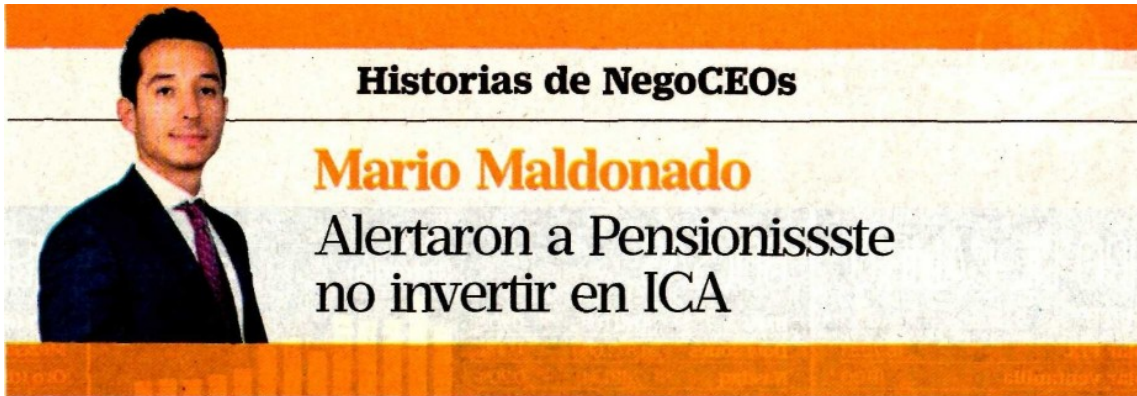 Historias de NegoCEOs
Mario Maldonado
Alertaron a Pensionissste
no invertir en ICA